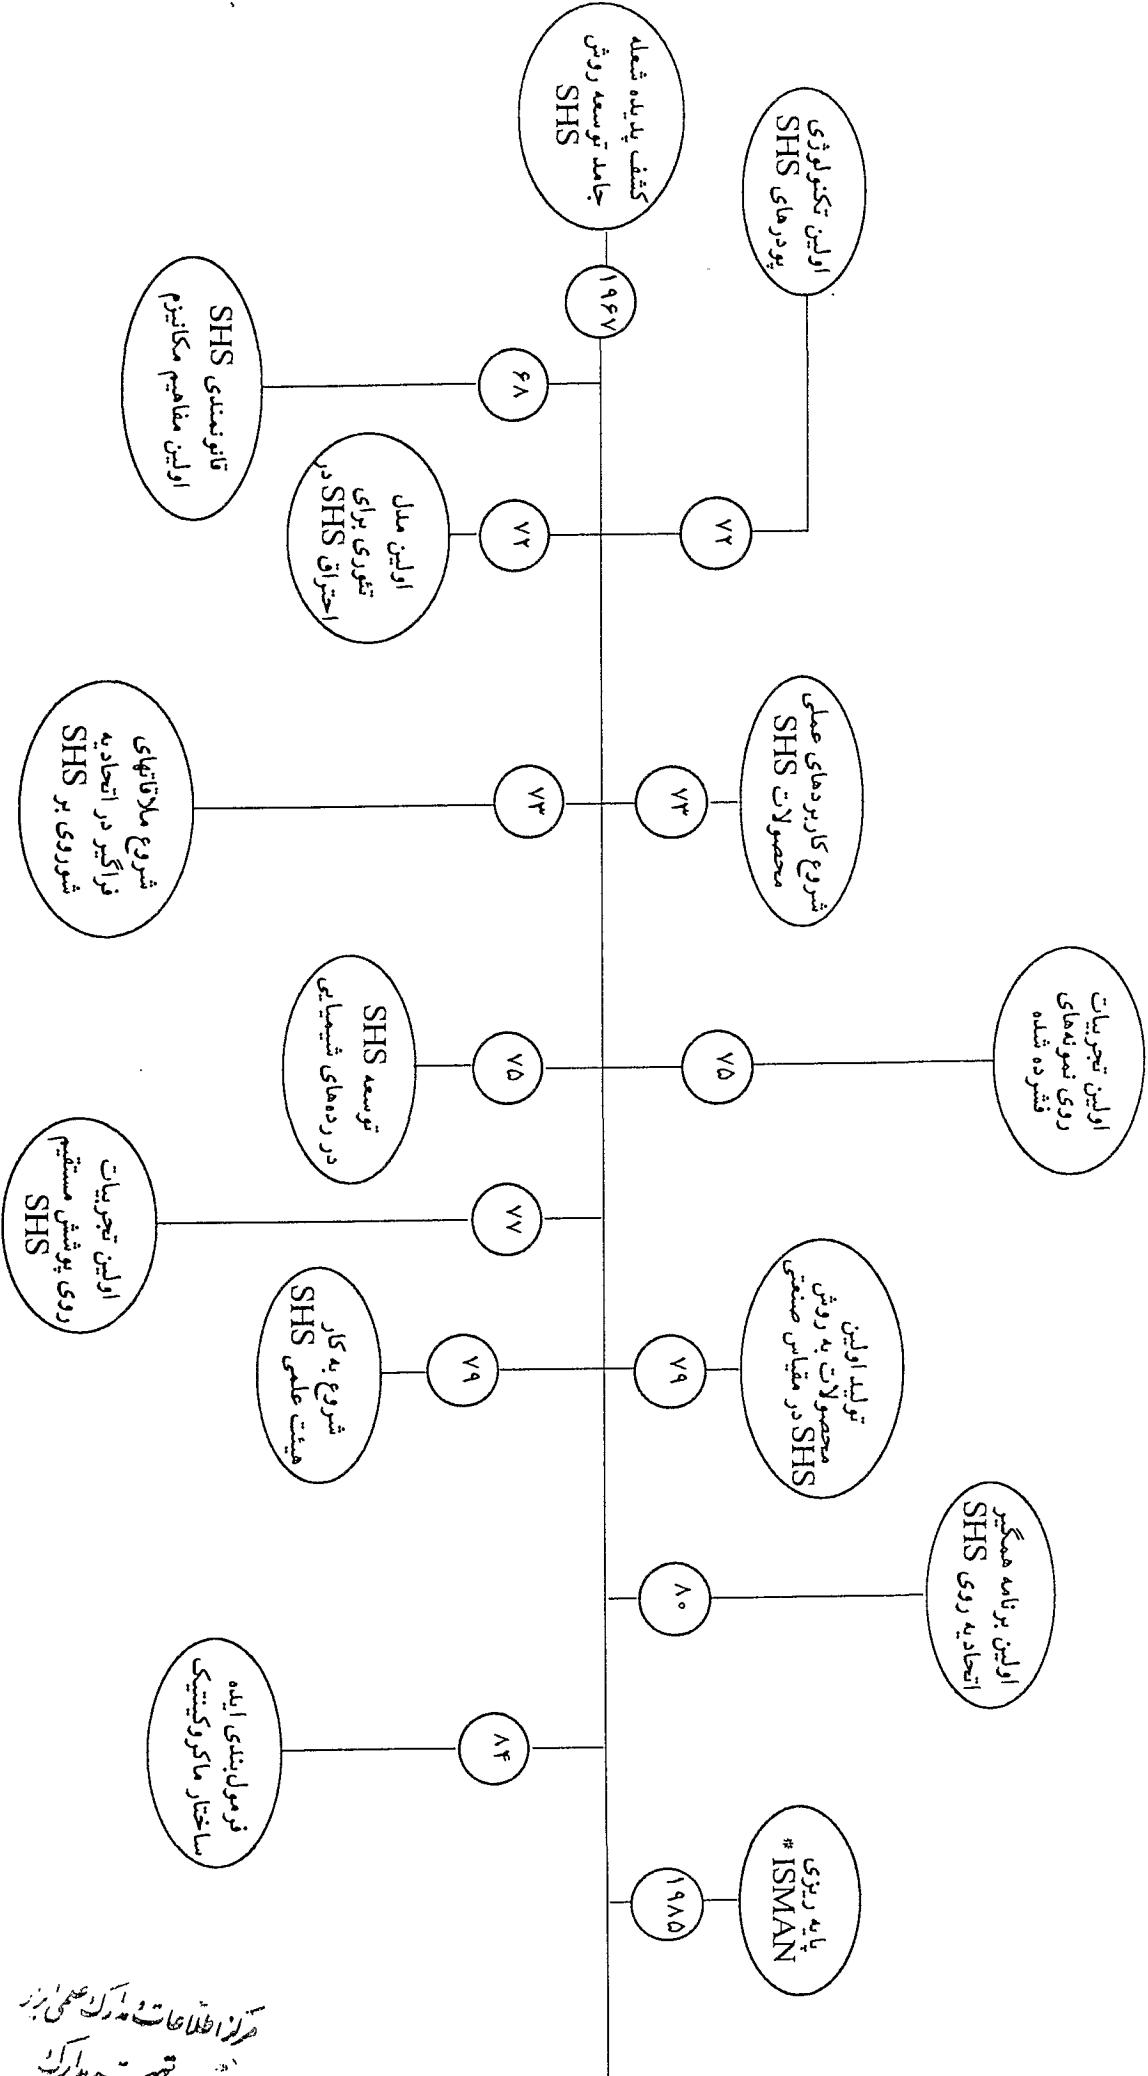 کشف پدیده شعله
جامد توسعه روش
SHS
۱۹۶۷
اولین تکنولوژی
پودرهای SHS
۷۲
شروع کاربردهای عملی
محصولات SHS
۷۳
اولین تجربیات
روی نمونه‌های
فشرده شده
۷۵
تولید اولین
محصولات به روش
SHS در مقیاس صنعتی
۷۹
اولین برنامه همگیر
اتحادیه روی SHS
۸۰
پایه ریزی
ISMAN *
۱۹۸۵
۶۸
قانونمندی SHS
اولین مفاهیم مکانیزم
۷۲
اولین مدل
تئوری برای
احتراق SHS در
۷۳
شروع ملاقاتهای
فراگیر در اتحادیه
شوروی بر SHS
۷۵
توسعه SHS
در رده‌های شیمیایی
۷۷
اولین تجربیات
روی پوشش مستقیم
SHS
۷۹
شروع به کار
هیئت علمی SHS
۸۴
فرمول‌بندی ایده
ساختار ماکروکینتیک
مرکز اطلاعات و مدارک علمی ایران